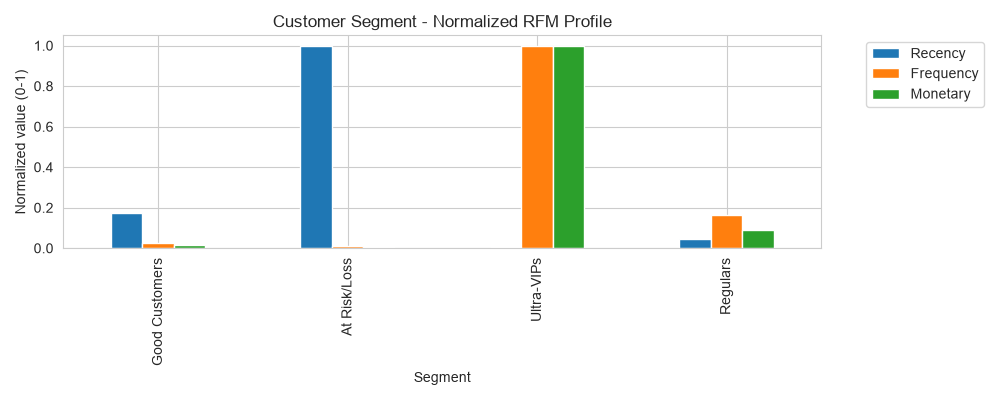 Customer Segment - Normalized RFM Profile
Normalized value (0-1)
1.0
0.8
0.6
0.4
0.2
0.0
Good Customers
At Risk/Loss
Ultra-VIPs
Regulars
Segment
Recency
Frequency
Monetary